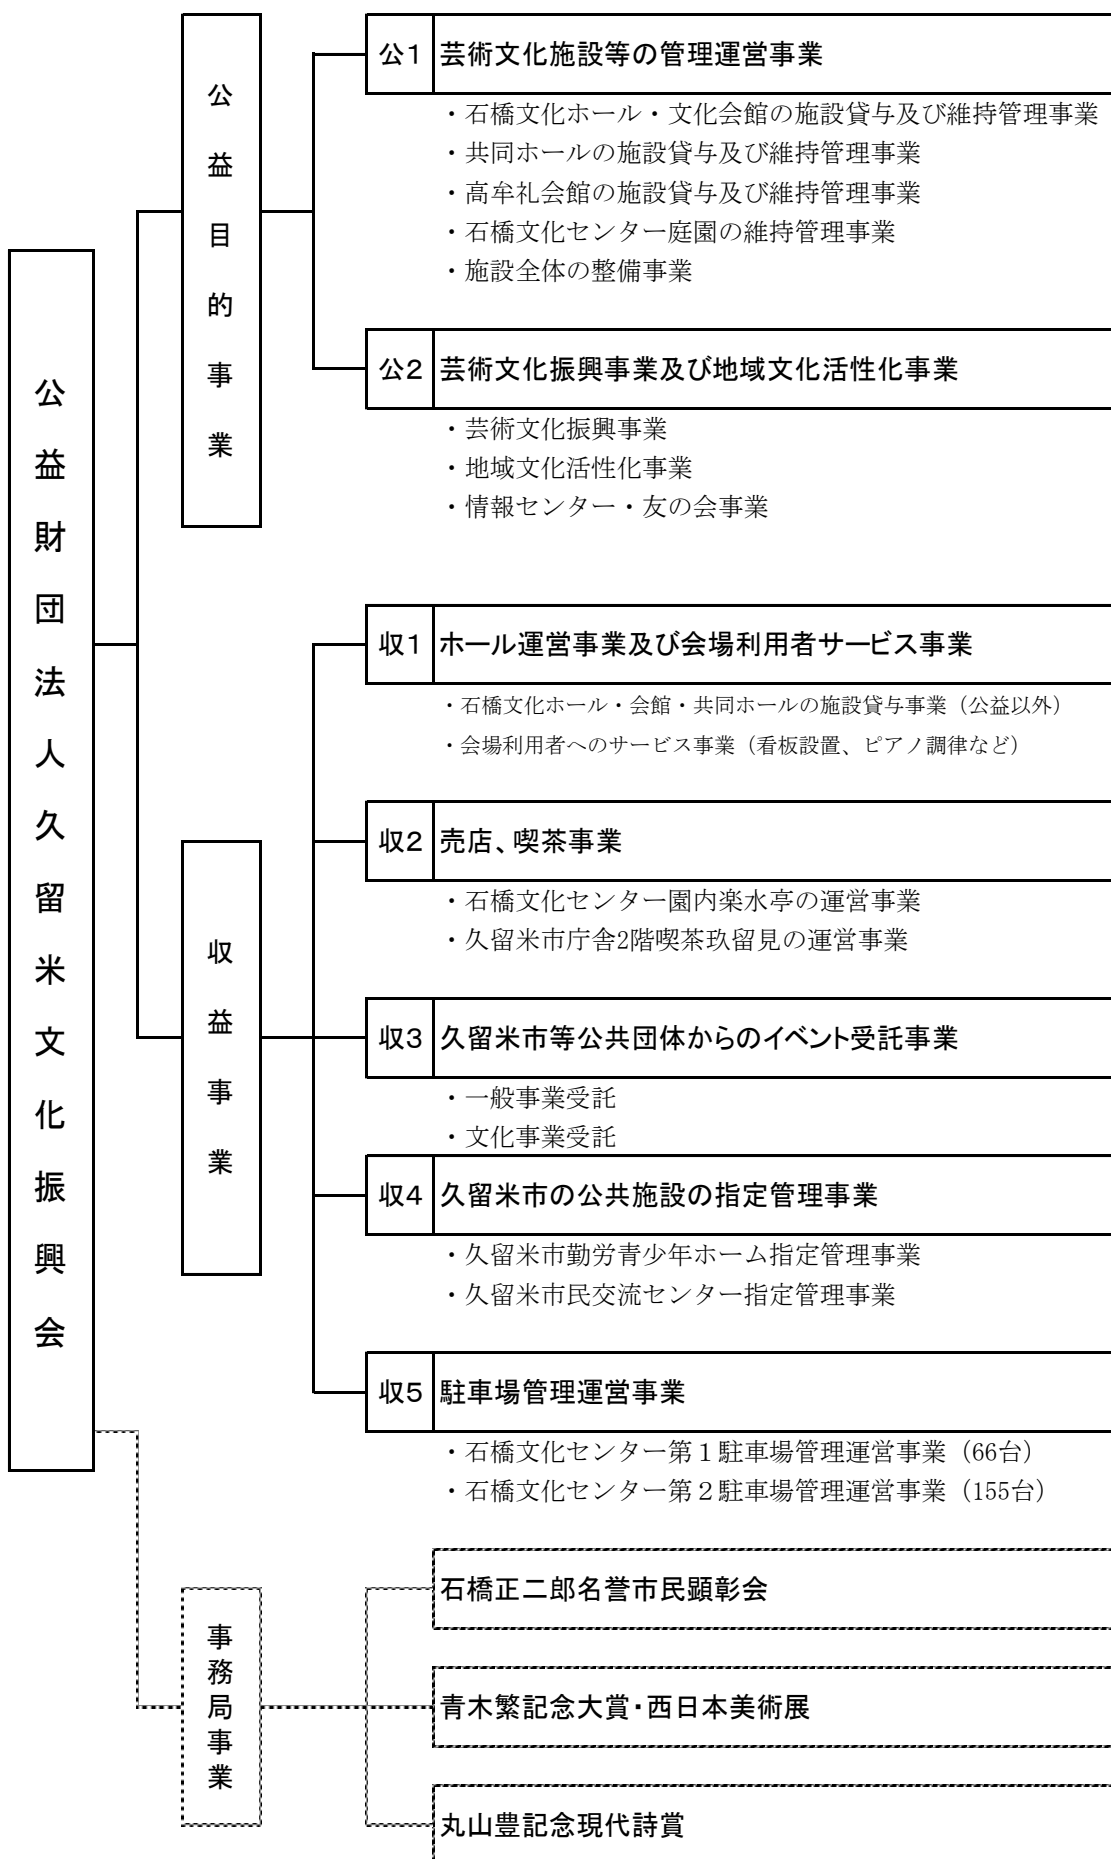 公益財団法人久留米文化振興会
公益目的事業
公1 芸術文化施設等の管理運営事業
・石橋文化ホール・文化会館の施設貸与及び維持管理事業
・共同ホールの施設貸与及び維持管理事業
・高牟礼会館の施設貸与及び維持管理事業
・石橋文化センター庭園の維持管理事業
・施設全体の整備事業
公2 芸術文化振興事業及び地域文化活性化事業
・芸術文化振興事業
・地域文化活性化事業
・情報センター・友の会事業
収益事業
収1 ホール運営事業及び会場利用者サービス事業
・石橋文化ホール・会館・共同ホールの施設貸与事業（公益以外）
・会場利用者へのサービス事業（看板設置、ピアノ調律など）
収2 売店、喫茶事業
・石橋文化センター園内楽水亭の運営事業
・久留米市庁舎2階喫茶玖留見の運営事業
収3 久留米市等公共団体からのイベント受託事業
・一般事業受託
・文化事業受託
収4 久留米市の公共施設の指定管理事業
・久留米市勤労青少年ホーム指定管理事業
・久留米市民交流センター指定管理事業
収5 駐車場管理運営事業
・石橋文化センター第１駐車場管理運営事業（66台）
・石橋文化センター第２駐車場管理運営事業（155台）
事務局事業
石橋正二郎名誉市民顕彰会
青木繁記念大賞・西日本美術展
丸山豊記念現代詩賞